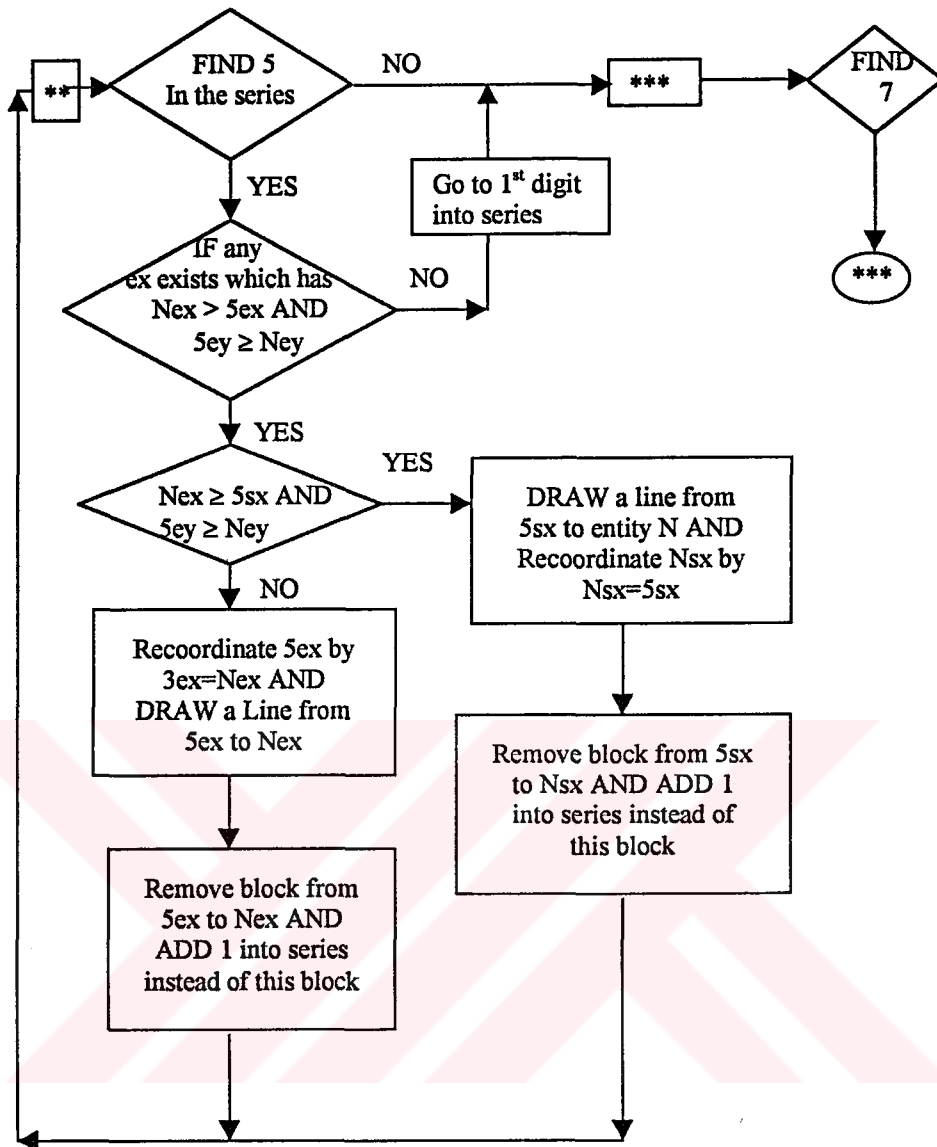 **
FIND 5
In the series
NO
***
FIND
7
YES
Go to 1st digit
into series
IF any
ex exists which has
Nex > 5ex AND
5ey ≥ Ney
NO
***
YES
Nex ≥ 5sx AND
5ey ≥ Ney
YES
DRAW a line from
5sx to entity N AND
Recoordinate Nsx by
Nsx=5sx
NO
Recoordinate 5ex by
3ex=Nex AND
DRAW a Line from
5ex to Nex
Remove block from 5sx
to Nsx AND ADD 1
into series instead of
this block
Remove block from
5ex to Nex AND
ADD 1 into series
instead of this block